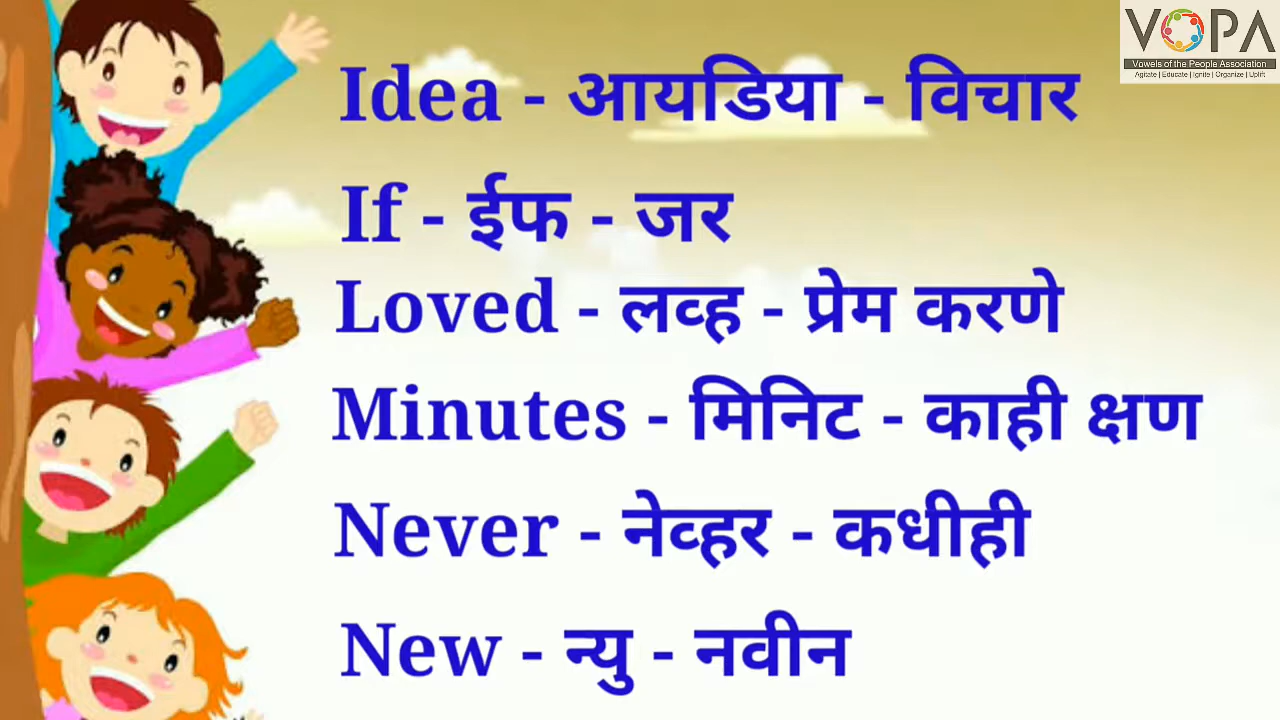 VOPA
Vowels of the People Association
Agitate | Educate | Ignite | Organize | Uplift
Idea - आयडिया - विचार
If - ईफ - जर
Loved - लव्ह - प्रेम करणे
Minutes - मिनिट - काही क्षण
Never - नेव्हर - कधीही
New - न्यु - नवीन